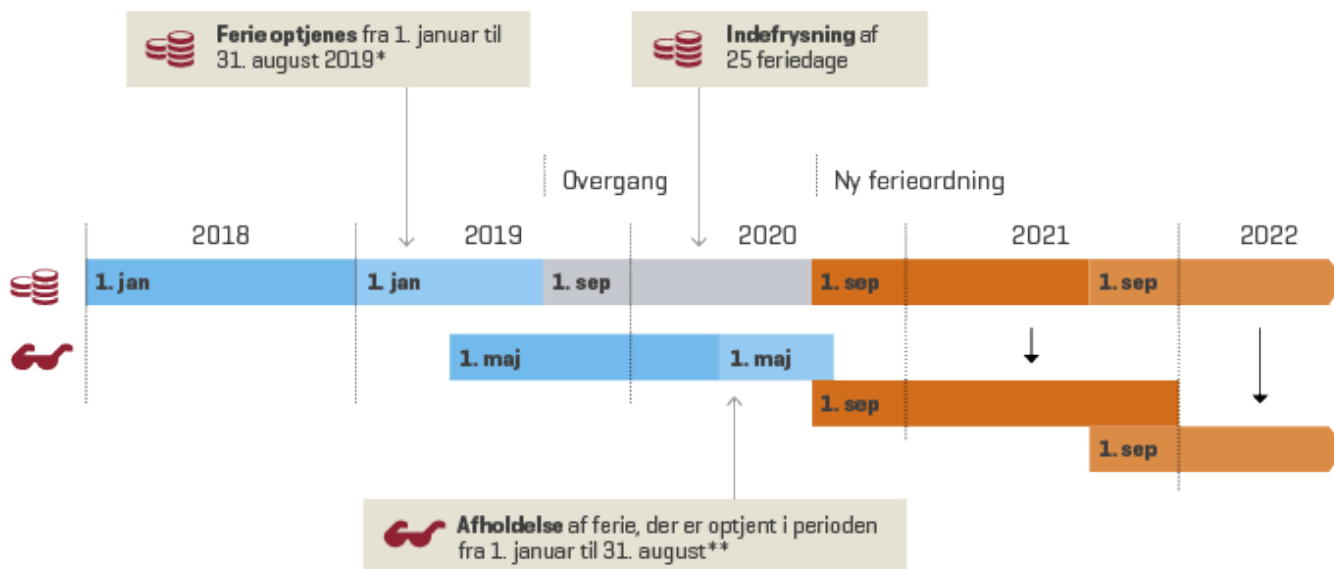 Ferie optjenes fra 1. januar til
31. august 2019*
Indefrysning af
25 feriedage
Overgang
Ny ferieordning
2018
2019
2020
2021
2022
1. jan
1. jan
1. sep
1. sep
1. sep
1. maj
1. maj
1. sep
1. sep
Afholdelse af ferie, der er optjent i perioden
fra 1. januar til 31. august**